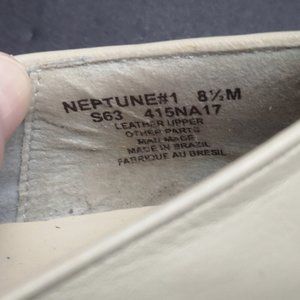 NEPTUNE#1 8½M
S63 415NA17
LEATHER UPPER
OTHER PARTS
MAN MADE
MADE IN BRAZIL
FABRIQUE AU BRESIL